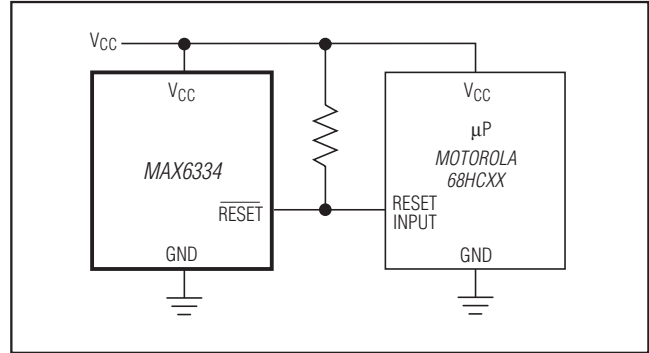 VCC
VCC
MAX6334
RESET
GND
VCC
µP
MOTOROLA
68HCXX
RESET
INPUT
GND